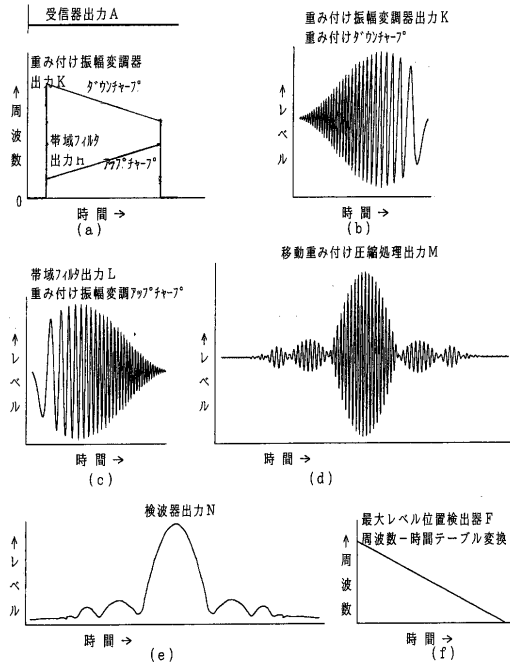 受信器出力A
重み付け振幅変調器
出力K
ダウンチャープ
帯域フィルタ
出力
アップチャープ
↑周波数
0
時間→
(a)
重み付け振幅変調器出力K
重み付けダウンチャープ
↑レベル
時間→
(b)
帯域フィルタ出力L
重み付け振幅変調アップチャープ
↑レベル
時間→
(c)
移動重み付け圧縮処理出力M
↑レベル
時間→
(d)
検波器出力N
↑レベル
時間→
(e)
最大レベル位置検出器F
周波数-時間テーブル変換
↑周波数
時間→
(f)